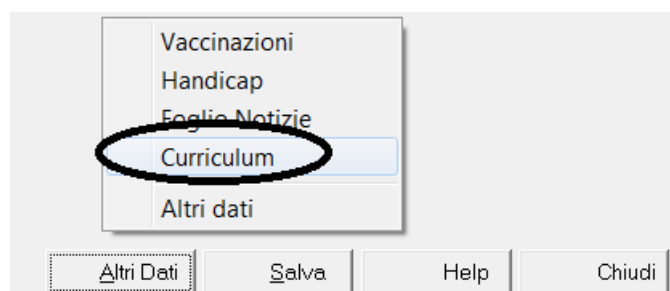 Vaccinazioni
Handicap
Foglio Notizie
Curriculum
Altri dati
Altri Dati Salva Help Chiudi